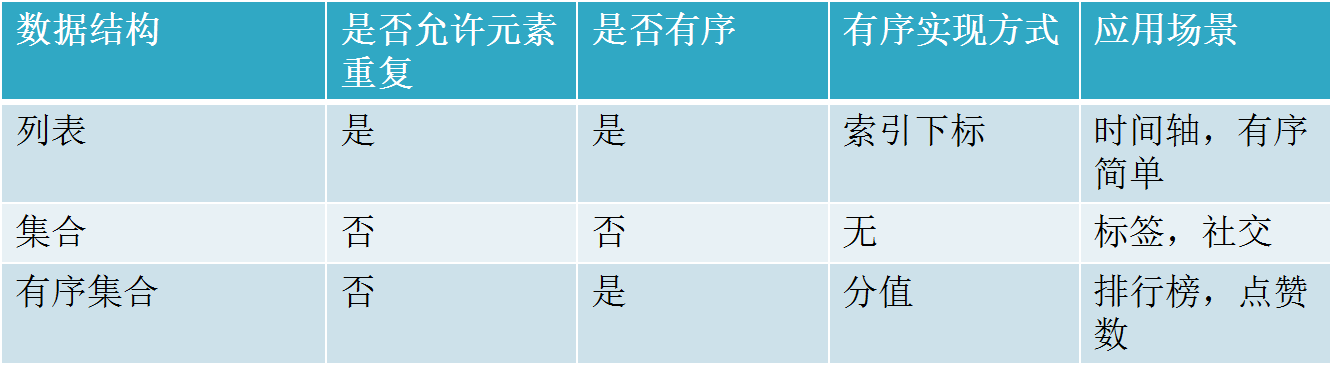 数据结构 是否允许元素重复 是否有序 有序实现方式 应用场景
列表 是 是 索引下标 时间轴，有序简单
集合 否 否 无 标签，社交
有序集合 否 是 分值 排行榜，点赞数